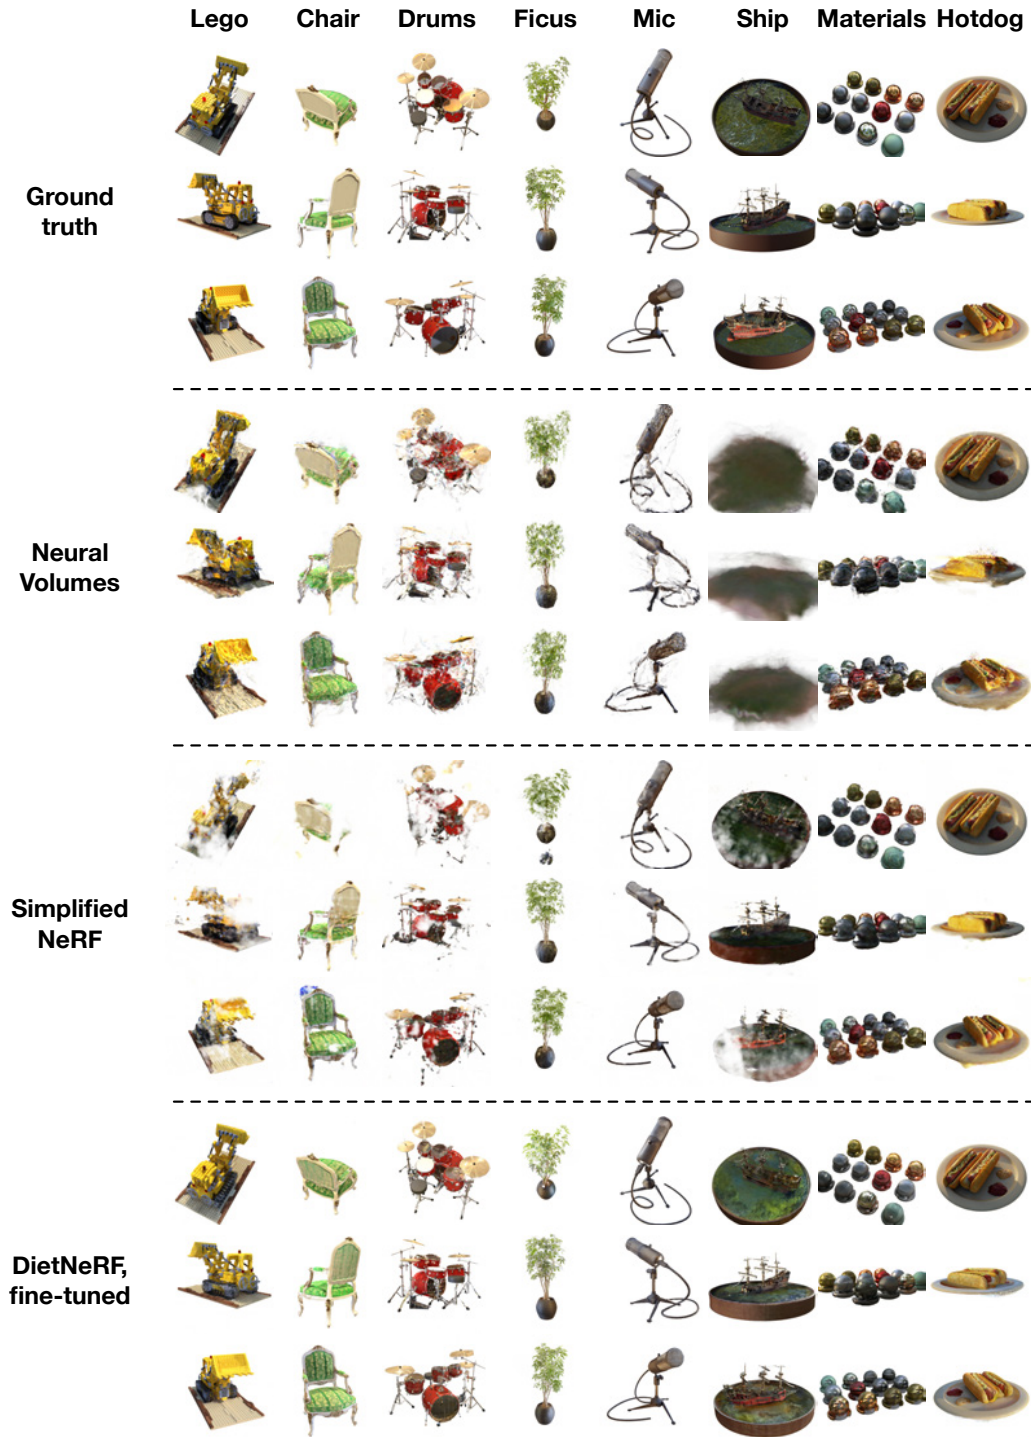 Lego Chair Drums Ficus Mic Ship Materials Hotdog
Ground
truth
Neural
Volumes
Simplified
NeRF
DietNeRF,
fine-tuned